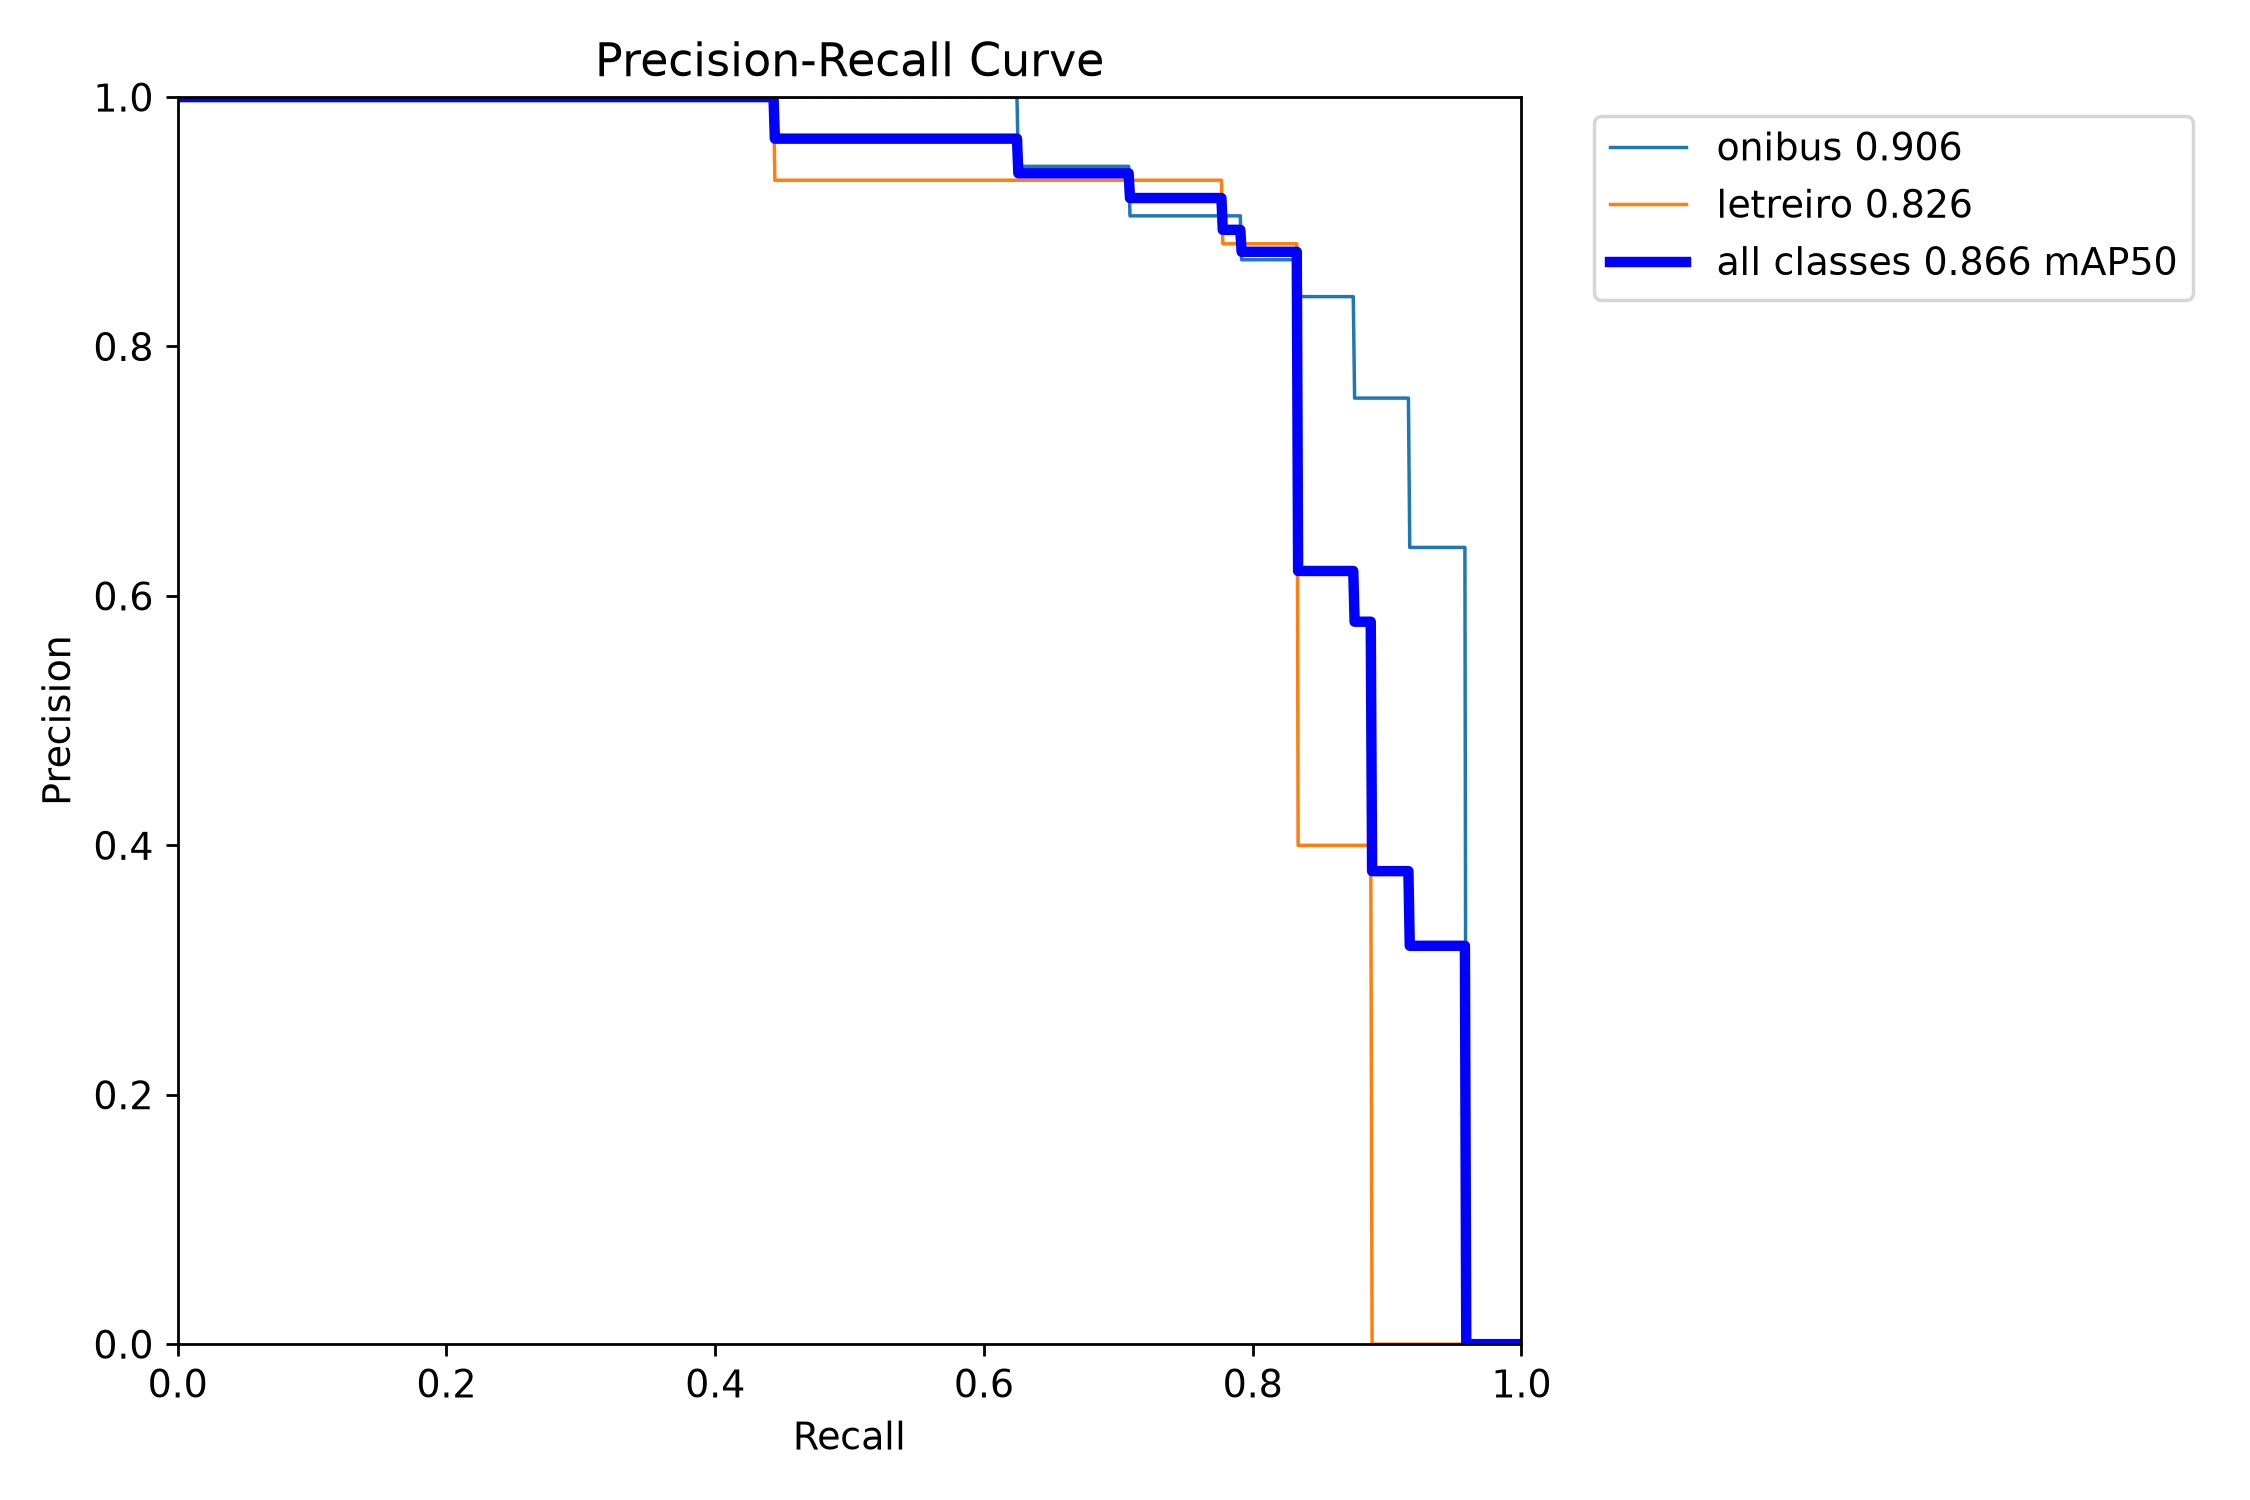 Precision-Recall Curve
onibus 0.906
letreiro 0.826
all classes 0.866 mAP50
Precision
1.0
0.8
0.6
0.4
0.2
0.0
0.0 0.2 0.4 0.6 0.8 1.0
Recall